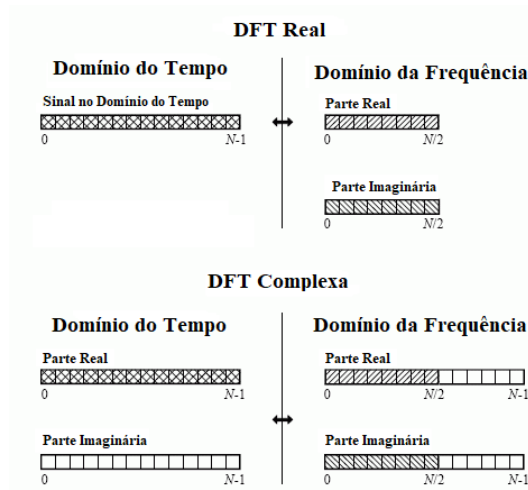 DFT Real
Domínio do Tempo
Domínio da Frequência
Sinal no Domínio do Tempo
Parte Real
0
N-1
0
N/2
Parte Imaginária
0
N/2
DFT Complexa
Domínio do Tempo
Domínio da Frequência
Parte Real
Parte Real
0
N-1
0
N/2
N-1
Parte Imaginária
Parte Imaginária
0
N-1
0
N/2
N-1